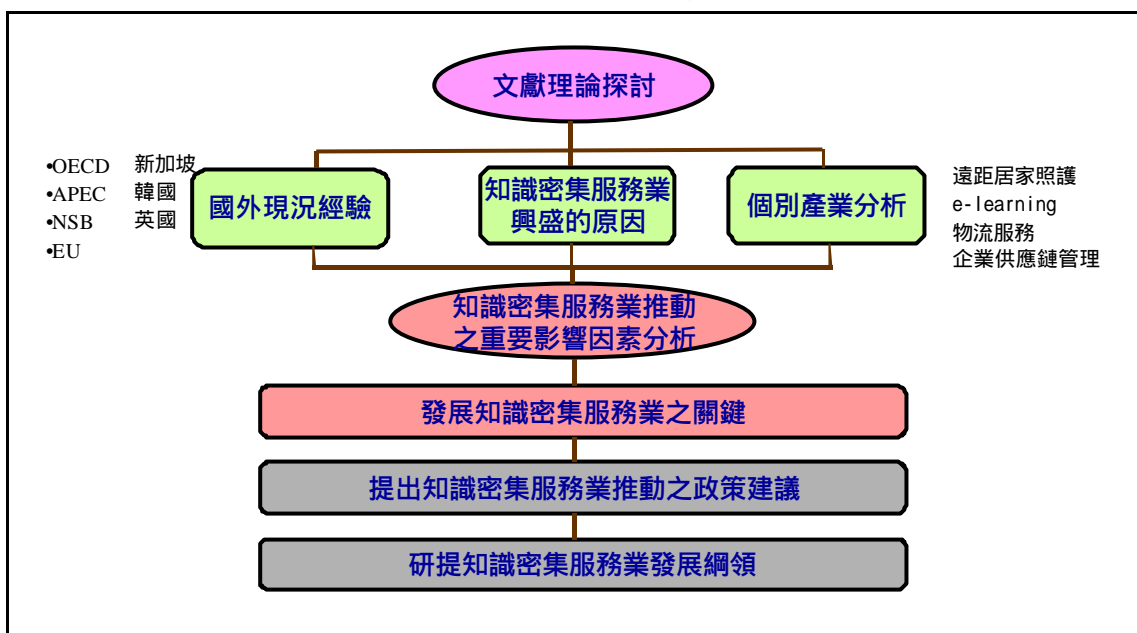 文獻理論探討
•OECD 新加坡
•APEC 韓國
•NSB 英國
•EU
國外現況經驗
知識密集服務業
興盛的原因
個別產業分析
遠距居家照護
e-learning
物流服務
企業供應鏈管理
知識密集服務業推動
之重要影響因素分析
發展知識密集服務業之關鍵
提出知識密集服務業推動之政策建議
研提知識密集服務業發展綱領